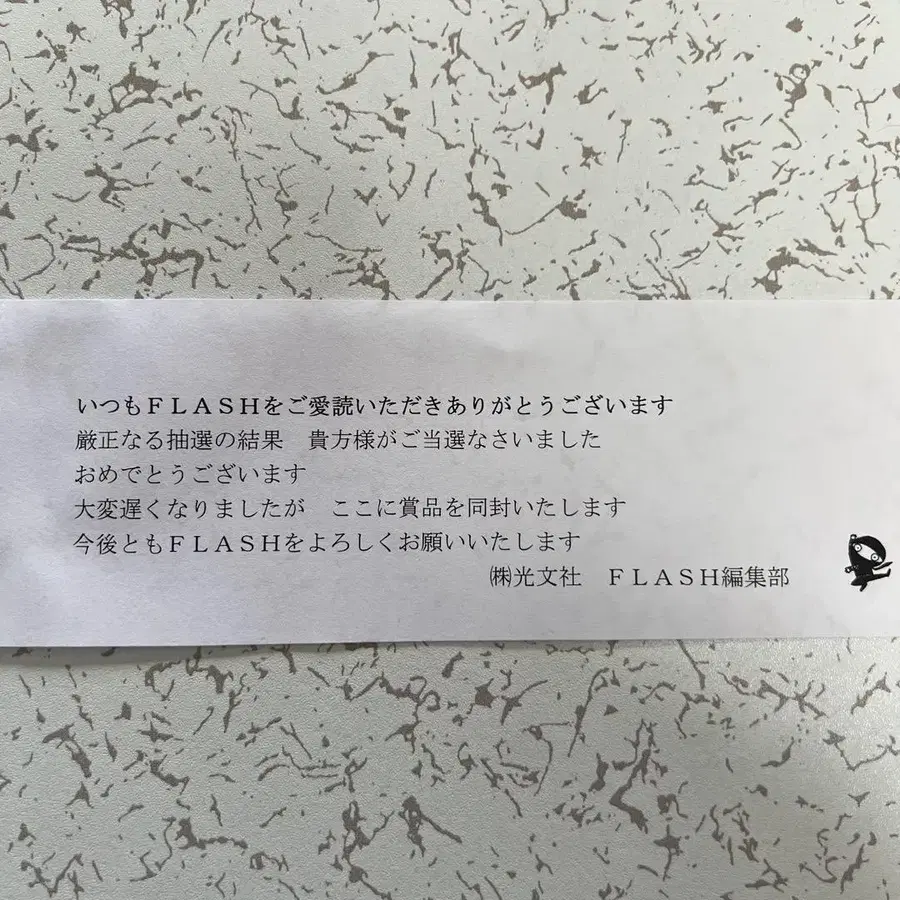 いつもＦＬＡＳＨをご愛読いただきありがとうございます
厳正なる抽選の結果　貴方様がご当選なさいました
おめでとうございます
大変遅くなりましたが　ここに賞品を同封いたします
今後ともＦＬＡＳＨをよろしくお願いいたします
㈱光文社　ＦＬＡＳＨ編集部